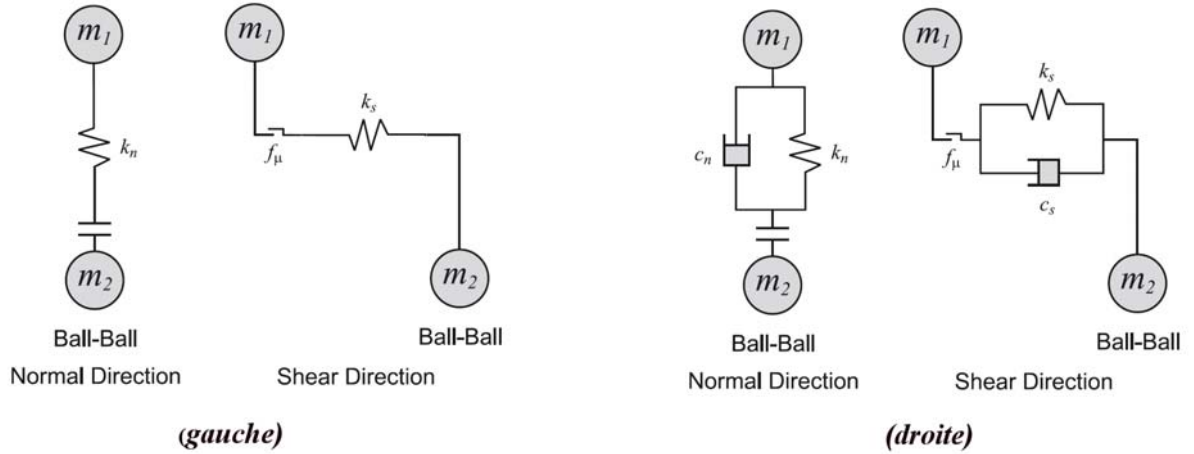 m1
kn
m2
Ball-Ball
Normal Direction
m1
ks
fμ
m2
Ball-Ball
Shear Direction
(gauche)
m1
cn
kn
m2
Ball-Ball
Normal Direction
m1
ks
fμ
cs
m2
Ball-Ball
Shear Direction
(droite)